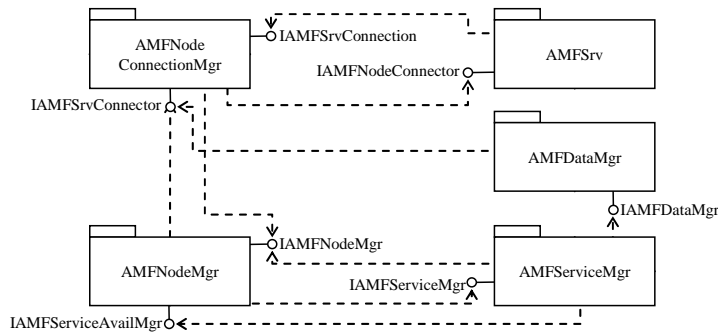 IAMFSrvConnection
AMFNode
ConnectionMgr
AMFSrv
IAMFNodeConnector
IAMFSrvConnector
AMFDataMgr
IAMFDataMgr
IAMFNodeMgr
AMFNodeMgr
AMFServiceMgr
IAMFServiceMgr
IAMFServiceAvailMgr